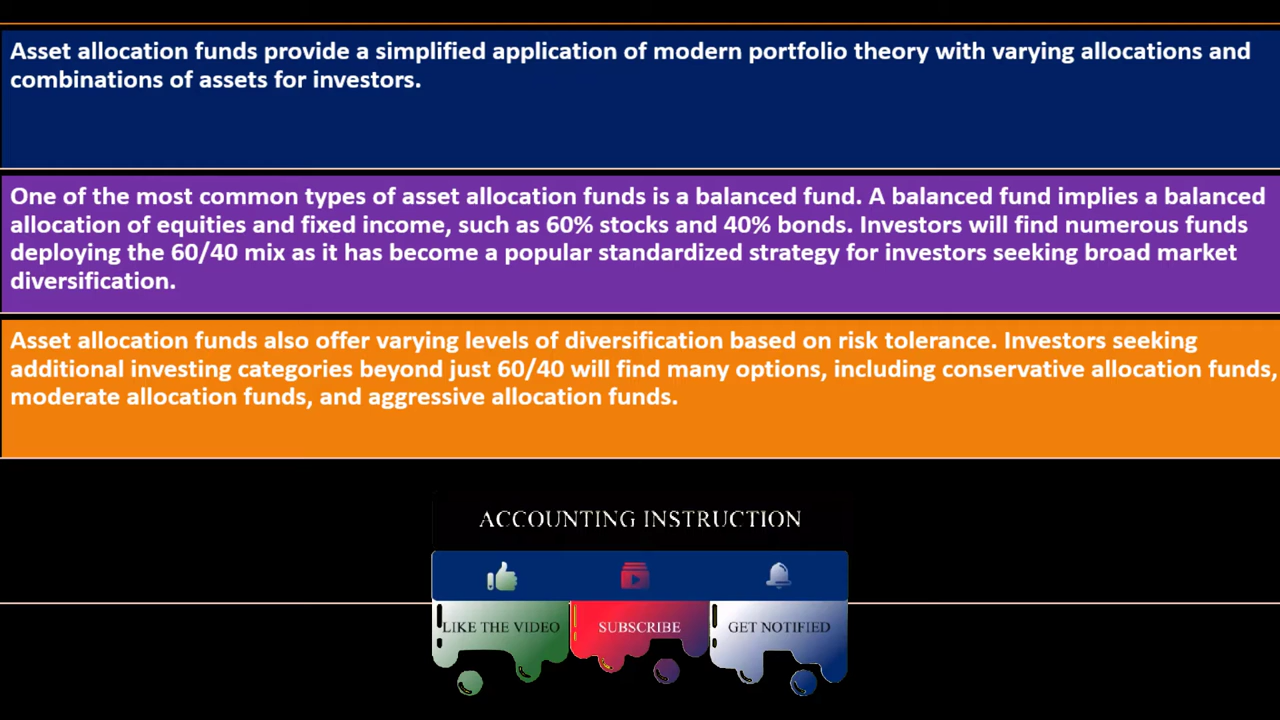 Asset allocation funds provide a simplified application of modern portfolio theory with varying allocations and
combinations of assets for investors.
One of the most common types of asset allocation funds is a balanced fund. A balanced fund implies a balanced
allocation of equities and fixed income, such as 60% stocks and 40% bonds. Investors will find numerous funds
deploying the 60/40 mix as it has become a popular standardized strategy for investors seeking broad market
diversification.
Asset allocation funds also offer varying levels of diversification based on risk tolerance. Investors seeking
additional investing categories beyond just 60/40 will find many options, including conservative allocation funds,
moderate allocation funds, and aggressive allocation funds.
ACCOUNTING INSTRUCTION
LIKE THE VIDEO SUBSCRIBE GET NOTIFIED